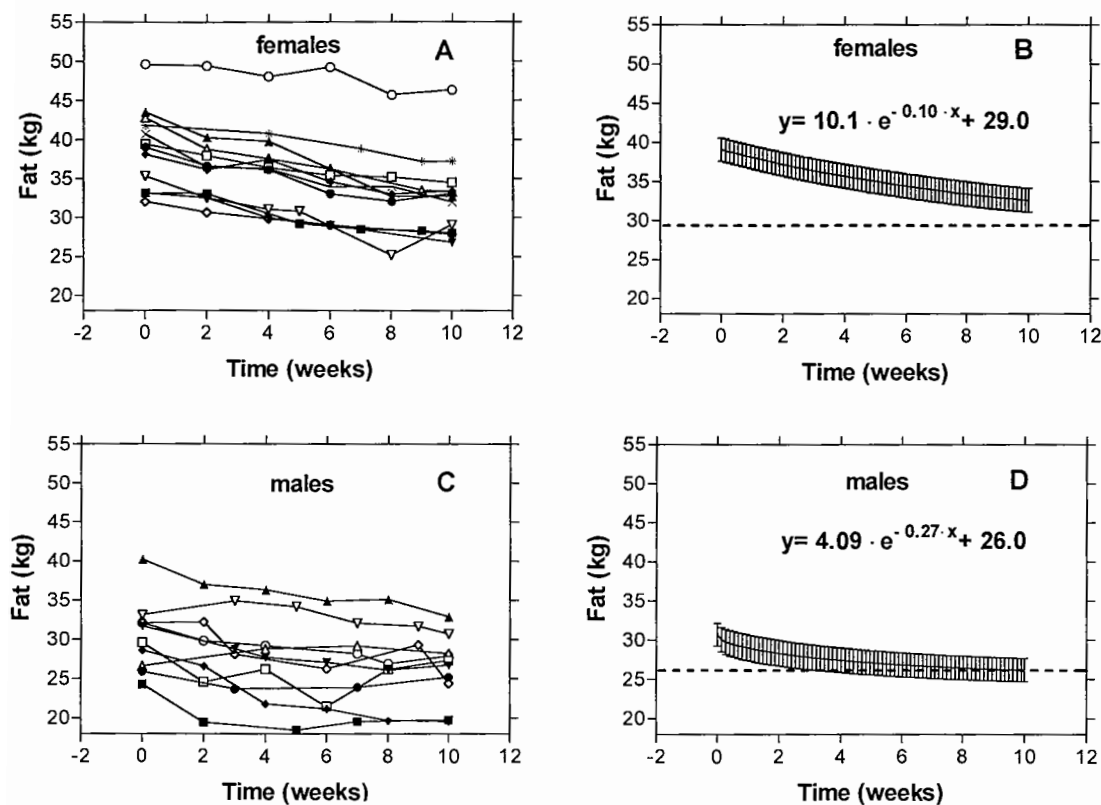 55
50
45
40
35
30
25
20
Fat (kg)
females
A
-2 0 2 4 6 8 10 12
Time (weeks)
55
50
45
40
35
30
25
20
Fat (kg)
females
B
y= 10.1 · e^- 0.10 · x + 29.0
-2 0 2 4 6 8 10 12
Time (weeks)
55
50
45
40
35
30
25
20
Fat (kg)
males
C
-2 0 2 4 6 8 10 12
Time (weeks)
55
50
45
40
35
30
25
20
Fat (kg)
males
D
y= 4.09 · e^- 0.27 · x + 26.0
-2 0 2 4 6 8 10 12
Time (weeks)